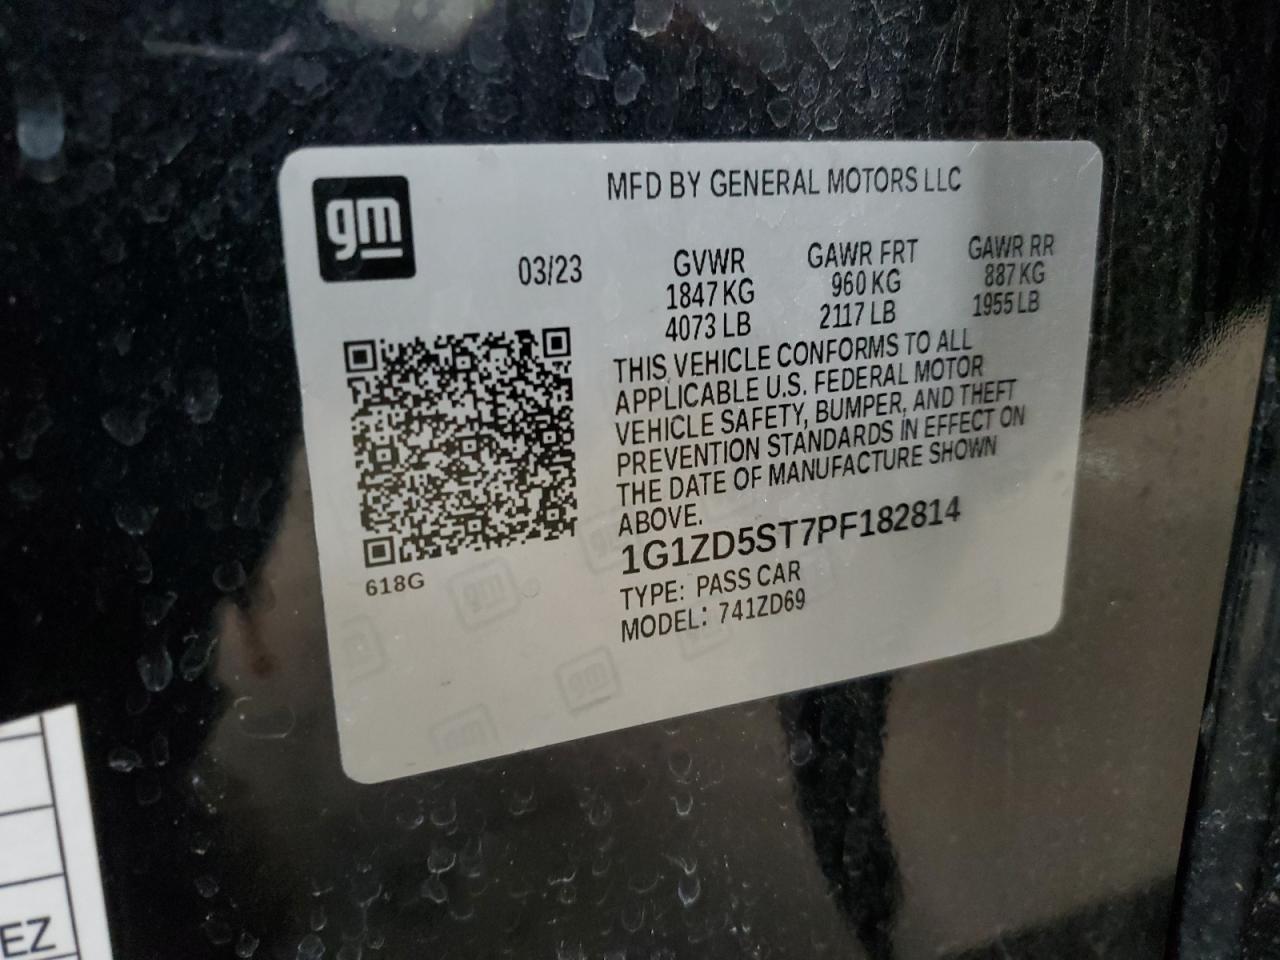 gm
MFD BY GENERAL MOTORS LLC
03/23 GVWR GAWR FRT GAWR RR
1847 KG 960 KG 887 KG
4073 LB 2117 LB 1955 LB
THIS VEHICLE CONFORMS TO ALL
APPLICABLE U.S. FEDERAL MOTOR
VEHICLE SAFETY, BUMPER, AND THEFT
PREVENTION STANDARDS IN EFFECT ON
THE DATE OF MANUFACTURE SHOWN
ABOVE.
1G1ZD5ST7PF182814
TYPE: PASS CAR
MODEL: 741ZD69
618G
gm
gm
EZ